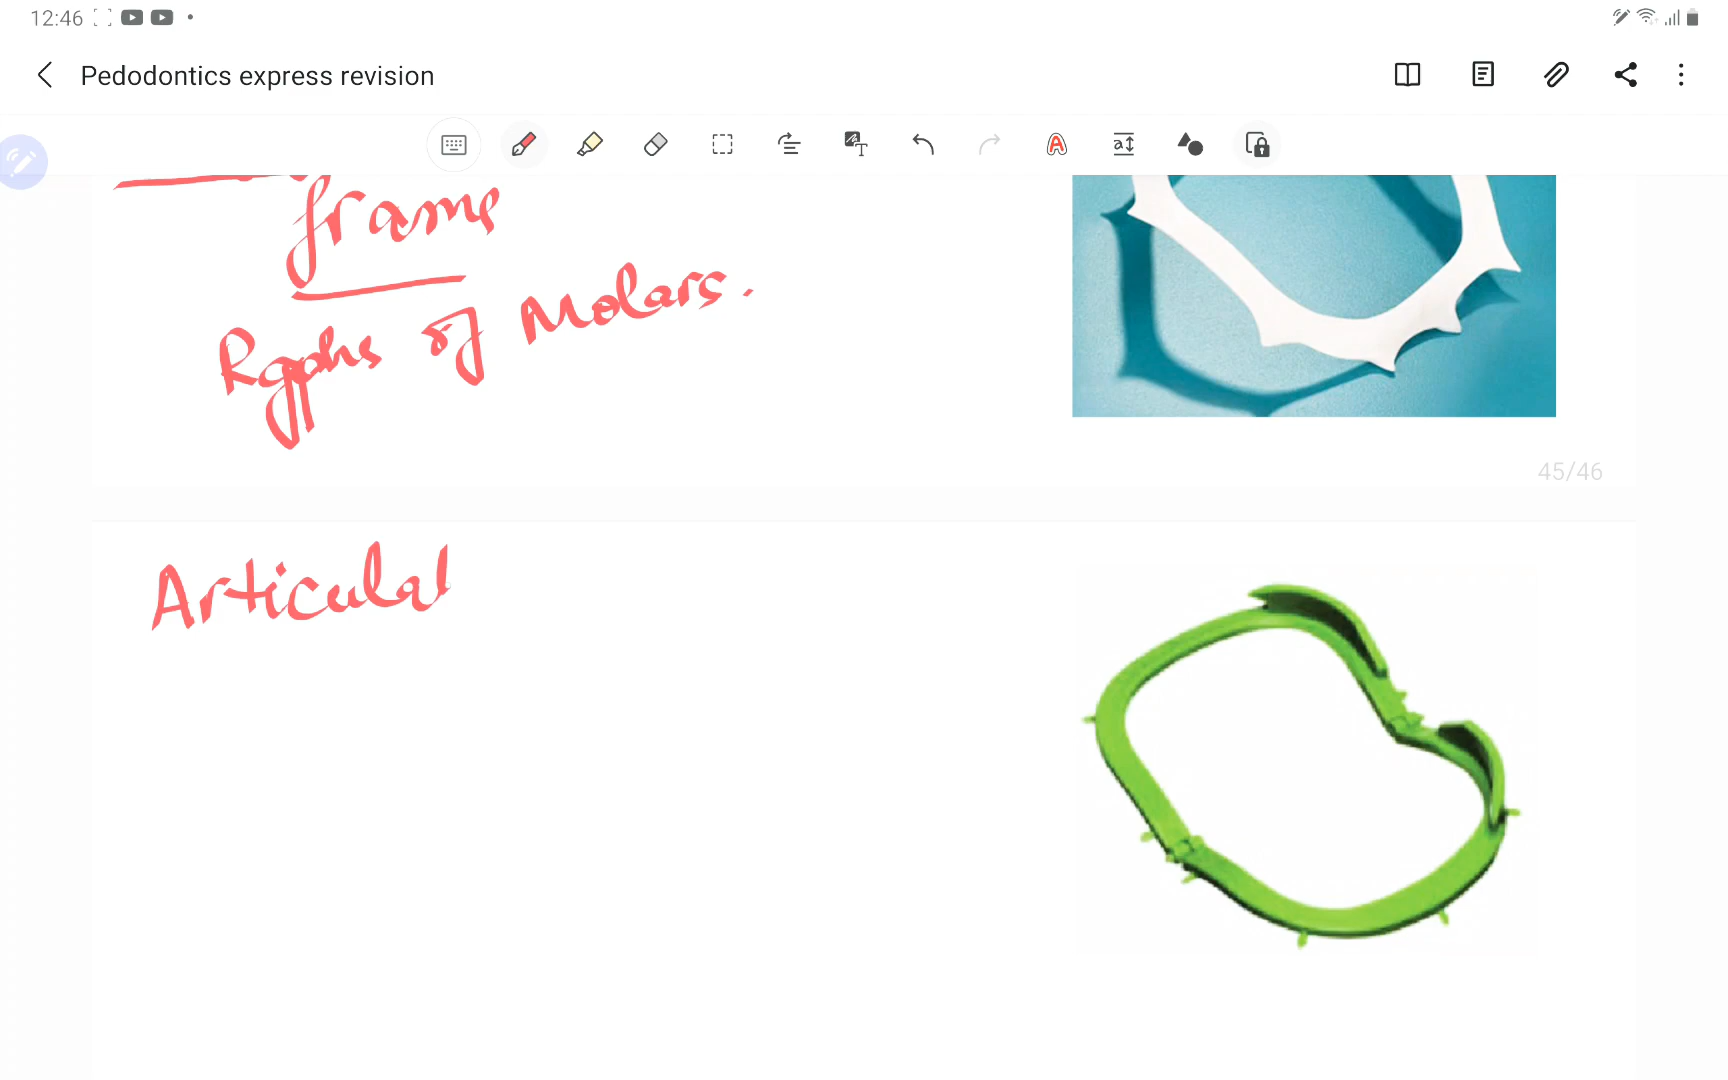 12:46
Pedodontics express revision
frame
Rgphs of Molars.
45/46
Articulal